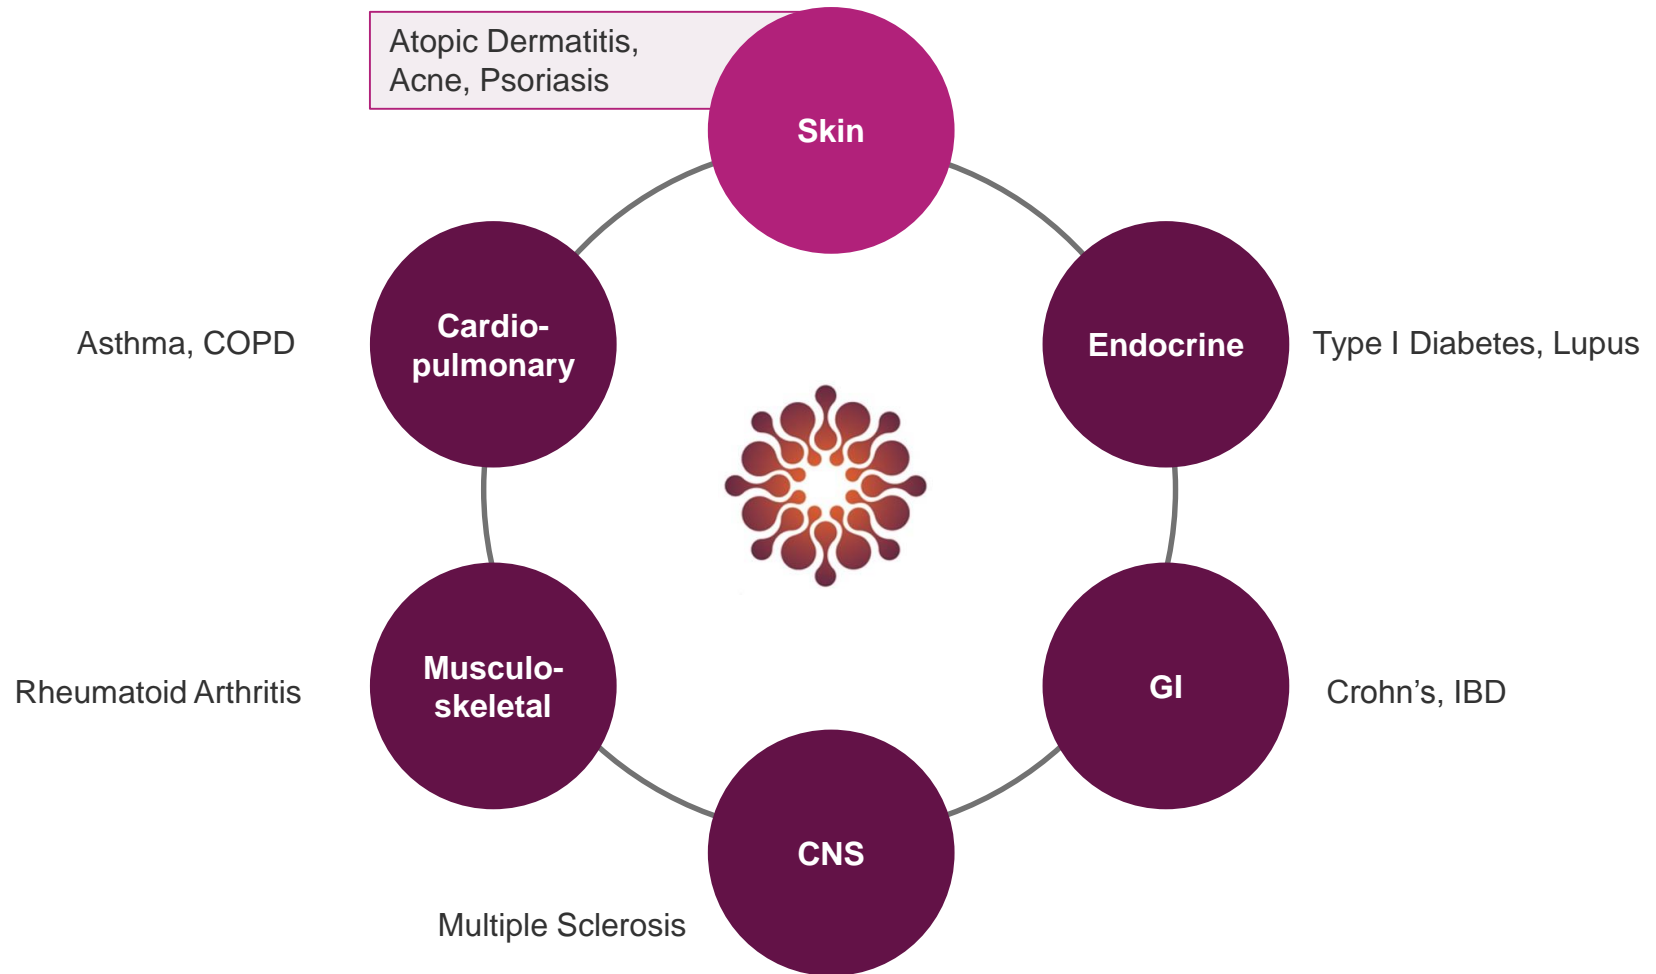 Atopic Dermatitis,
Acne, Psoriasis
Skin
Cardio-
pulmonary
Asthma, COPD
Endocrine
Type I Diabetes, Lupus
Musculo-
skeletal
Rheumatoid Arthritis
GI
Crohn’s, IBD
CNS
Multiple Sclerosis